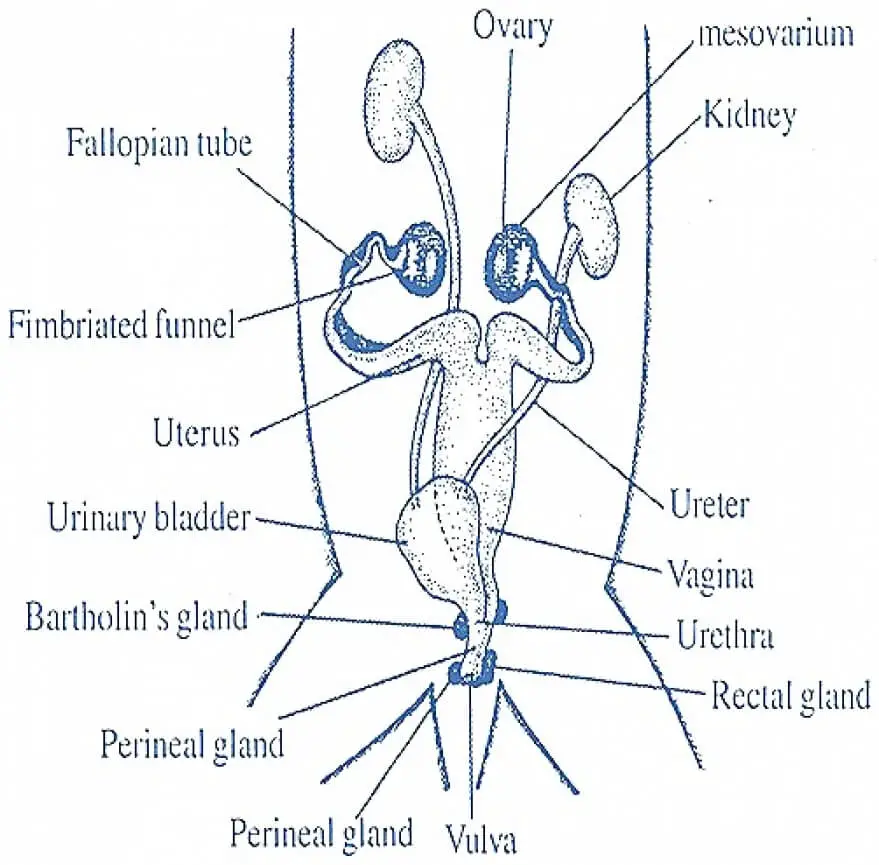 Ovary
mesovarium
Kidney
Fallopian tube
Fimbriated funnel
Uterus
Urinary bladder
Ureter
Vagina
Bartholin's gland
Urethra
Rectal gland
Perineal gland
Perineal gland
Vulva